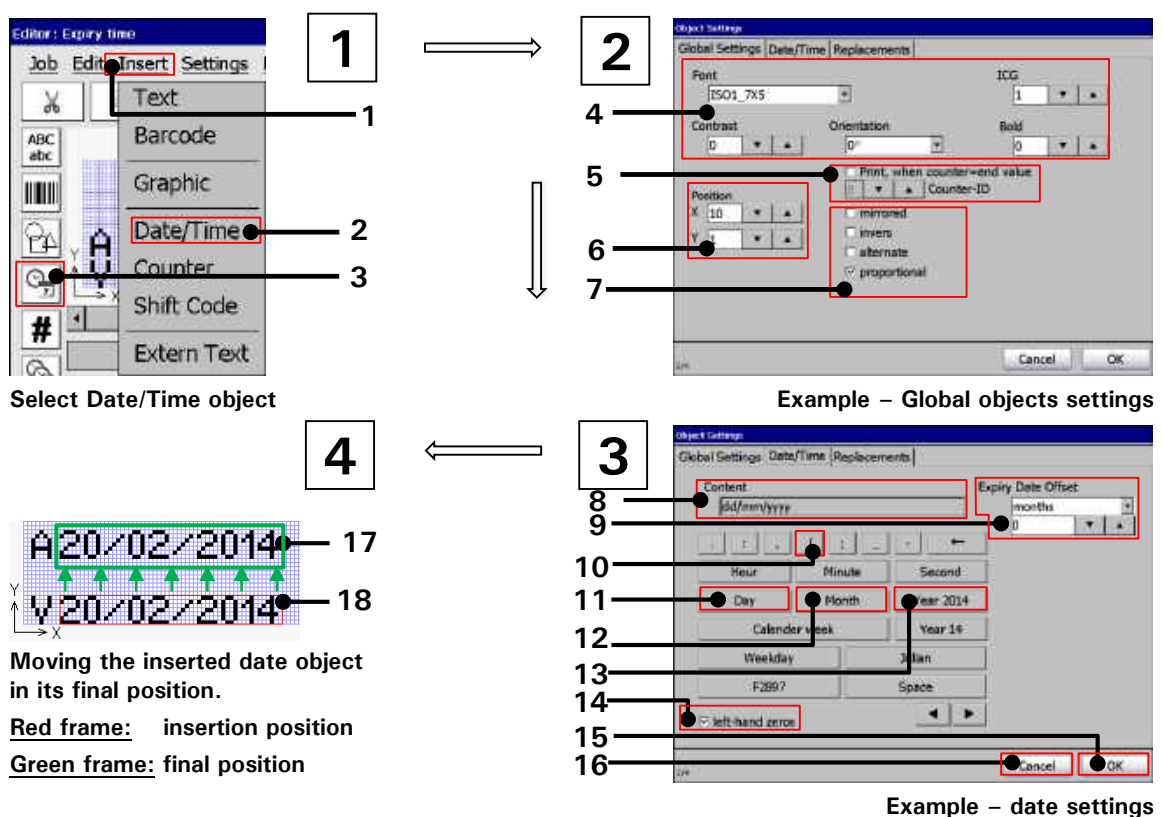 Editor: Expiry time
Job Edit Insert Settings
Text
Barcode
Graphic
Date/Time
Counter
Shift Code
Extern Text
ABC
abc
#
A
V
Y
X
1
2
3
Select Date/Time object
1
2
Object Settings
Global Settings Date/Time Replacements
Font
ISO1_7X5
ICG
1
Contrast
0
Orientation
0°
Bold
0
Print, when counter=end value
Counter-ID
Position
X 10
Y 1
mirrored
invers
alternate
proportional
Cancel OK
4
5
6
7
Example – Global objects settings
4
3
A 20/02/2014
V 20/02/2014
Y
X
17
18
Moving the inserted date object
in its final position.
Red frame: insertion position
Green frame: final position
Object Settings
Global Settings Date/Time Replacements
Content
dd/mm/yyyy
Expiry Date Offset
months
0
Hour Minute Second
Day Month Year 2014
Calender week Year 14
Weekday Julian
F2897 Space
left-hand zeros
Cancel OK
8
9
10
11
12
13
14
15
16
Example – date settings